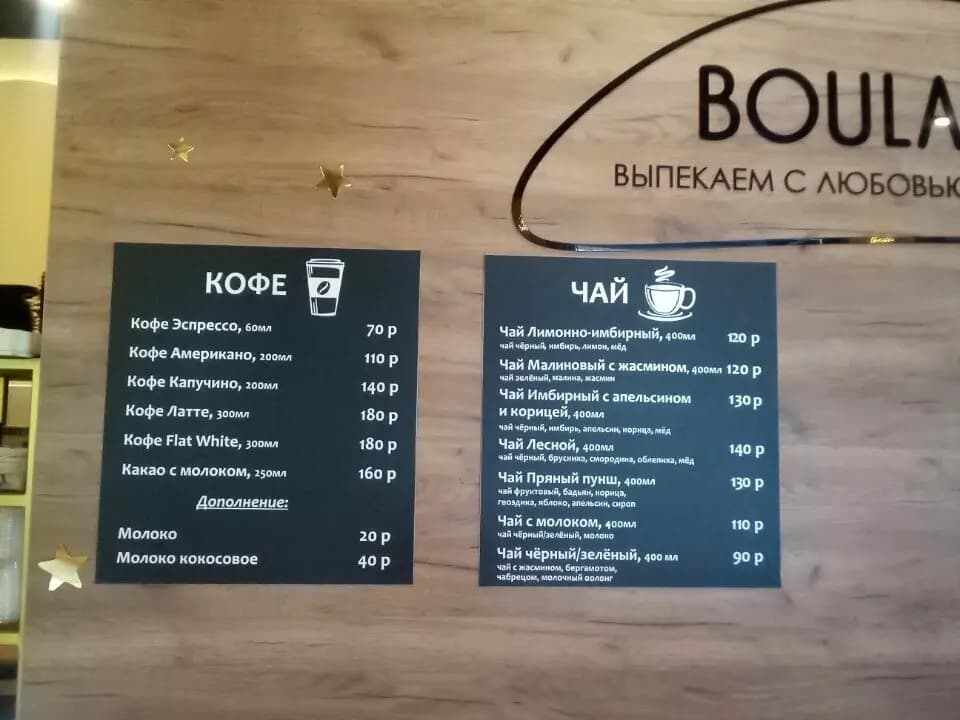 BOULA
ВЫПЕКАЕМ С ЛЮБОВЬЮ
КОФЕ
Кофе Эспрессо, 60мл 70 р
Кофе Американо, 200мл 110 р
Кофе Капучино, 200мл 140 р
Кофе Латте, 300мл 180 р
Кофе Flat White, 300мл 180 р
Какао с молоком, 250мл 160 р
Дополнение:
Молоко 20 р
Молоко кокосовое 40 р
ЧАЙ
Чай Лимонно-имбирный, 400мл 120 р
чай чёрный, имбирь, лимон, мёд
Чай Малиновый с жасмином, 400мл 120 р
чай зелёный, малина, жасмин
Чай Имбирный с апельсином 130 р
и корицей, 400мл
чай чёрный, имбирь, апельсин, корица, мёд
Чай Лесной, 400мл 140 р
чай чёрный, брусника, смородина, облепиха, мёд
Чай Пряный пунш, 400мл 130 р
чай фруктовый, бадьян, корица,
гвоздика, яблоко, апельсин, сироп
Чай с молоком, 400мл 110 р
чай чёрный/зелёный, молоко
Чай чёрный/зелёный, 400 мл 90 р
чай с жасмином, бергамотом,
чабрецом, молочный оолонг